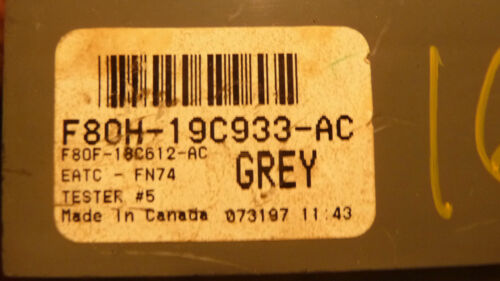 F80H-19C933-AC
F80F-18C612-AC
EATC - FN74
GREY
TESTER #5
Made In Canada 073197 11:43